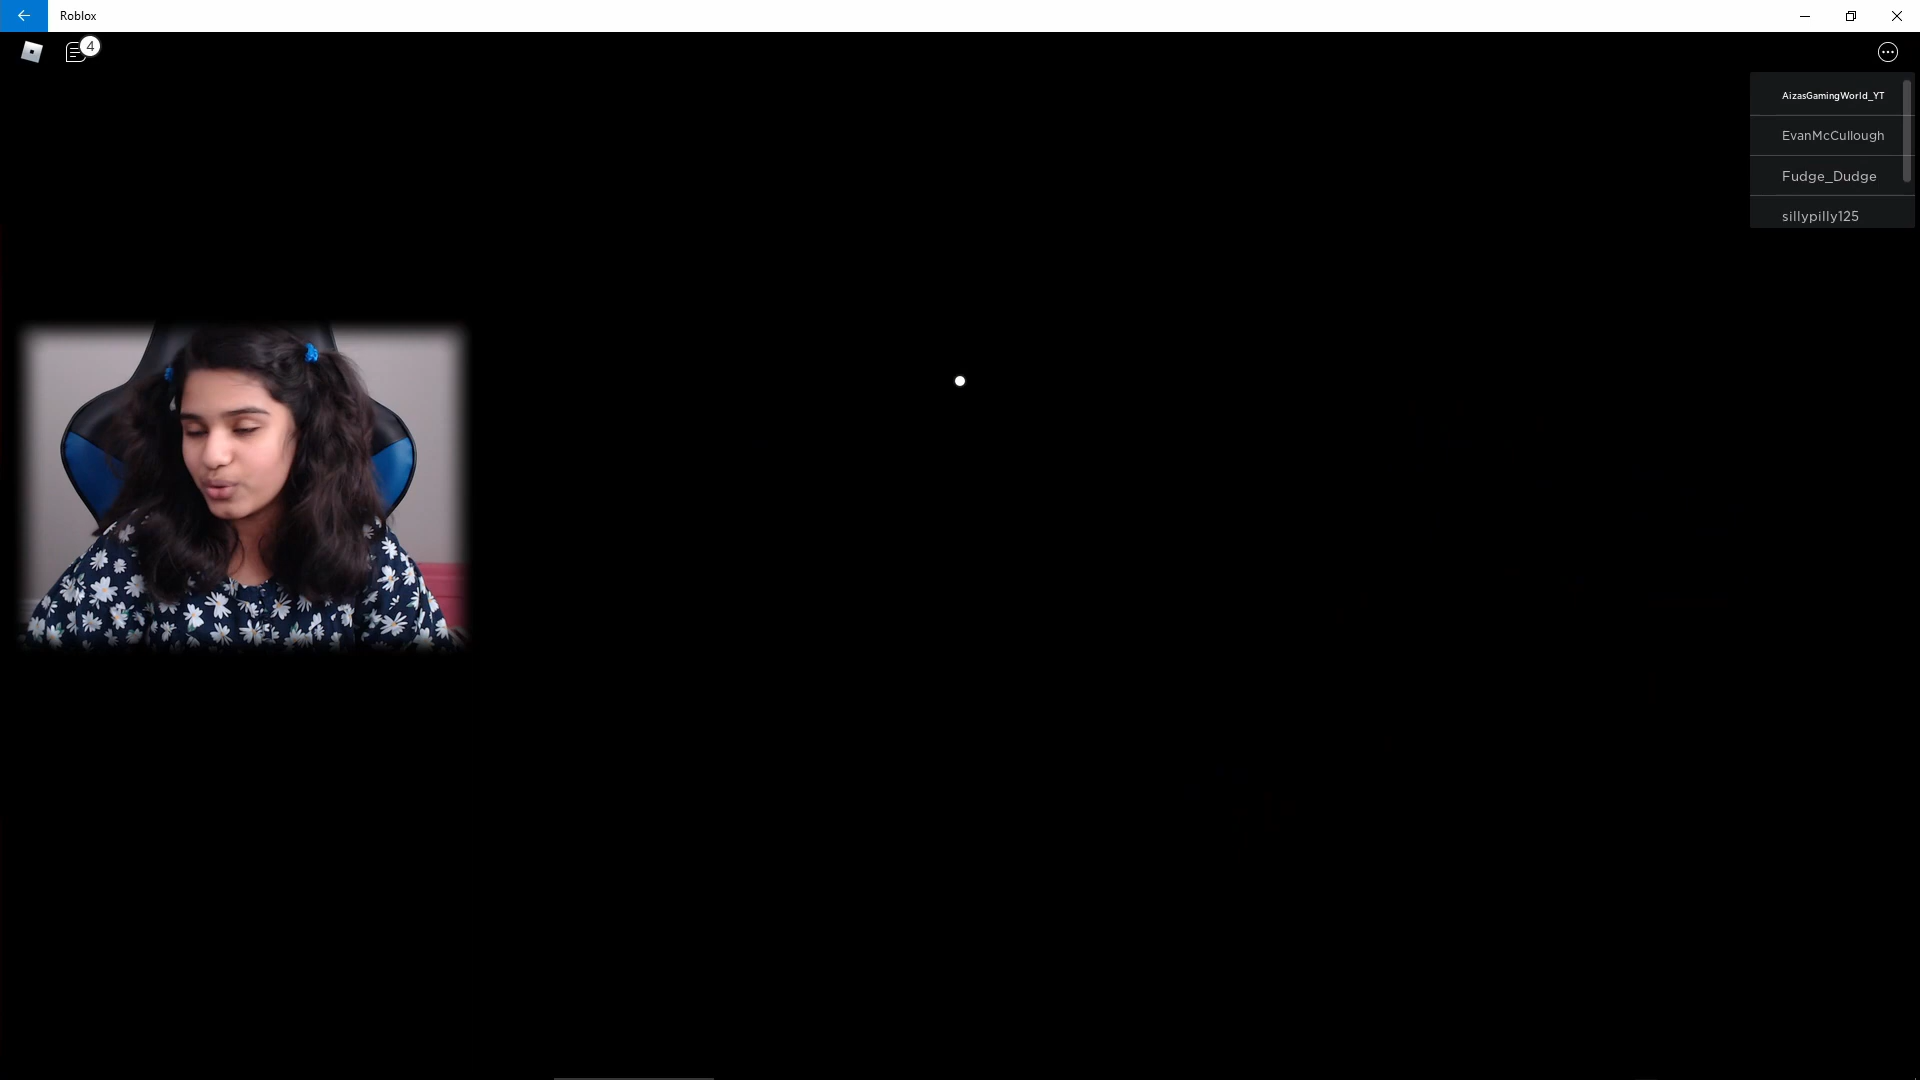 Roblox
4
AizasGamingWorld_YT
EvanMcCullough
Fudge_Dudge
sillypilly125